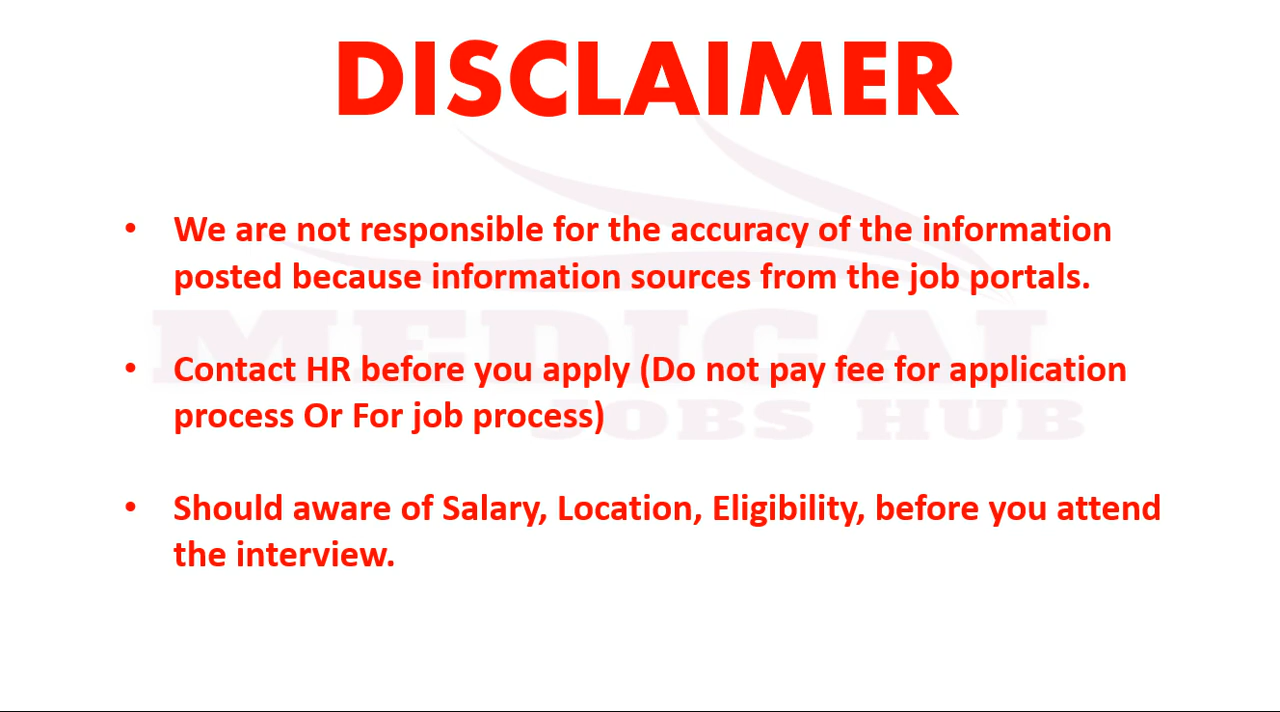 DISCLAIMER
• We are not responsible for the accuracy of the information
posted because information sources from the job portals.
MEDICAL
• Contact HR before you apply (Do not pay fee for application
process Or For job process)
JOBS HUB
• Should aware of Salary, Location, Eligibility, before you attend
the interview.